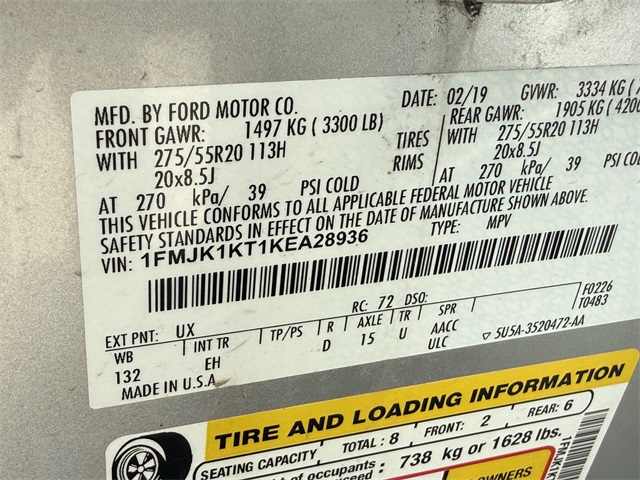 MFD. BY FORD MOTOR CO.
DATE: 02/19 GVWR: 3334 KG (
FRONT GAWR: 1497 KG ( 3300 LB)
REAR GAWR: 1905 KG ( 4200
WITH 275/55R20 113H TIRES WITH 275/55R20 113H
20x8.5J RIMS 20x8.5J
AT 270 kPa/ 39 PSI COLD AT 270 kPa/ 39
THIS VEHICLE CONFORMS TO ALL APPLICABLE FEDERAL MOTOR VEHICLE
SAFETY STANDARDS IN EFFECT ON THE DATE OF MANUFACTURE SHOWN ABOVE.
VIN: 1FMJK1KT1KEA28936 TYPE: MPV
F0226
RC: 72 DSO: T0483
EXT PNT: UX
WB INT TR TP/PS R AXLE TR SPR
132 EH D 15 U AACC
ULC ▽ 5U5A-3520472-AA
MADE IN U.S.A.
TIRE AND LOADING INFORMATION
SEATING CAPACITY TOTAL: 8 FRONT: 2 REAR: 6
of occupants : 738 kg or 1628 lbs.
OWNERS